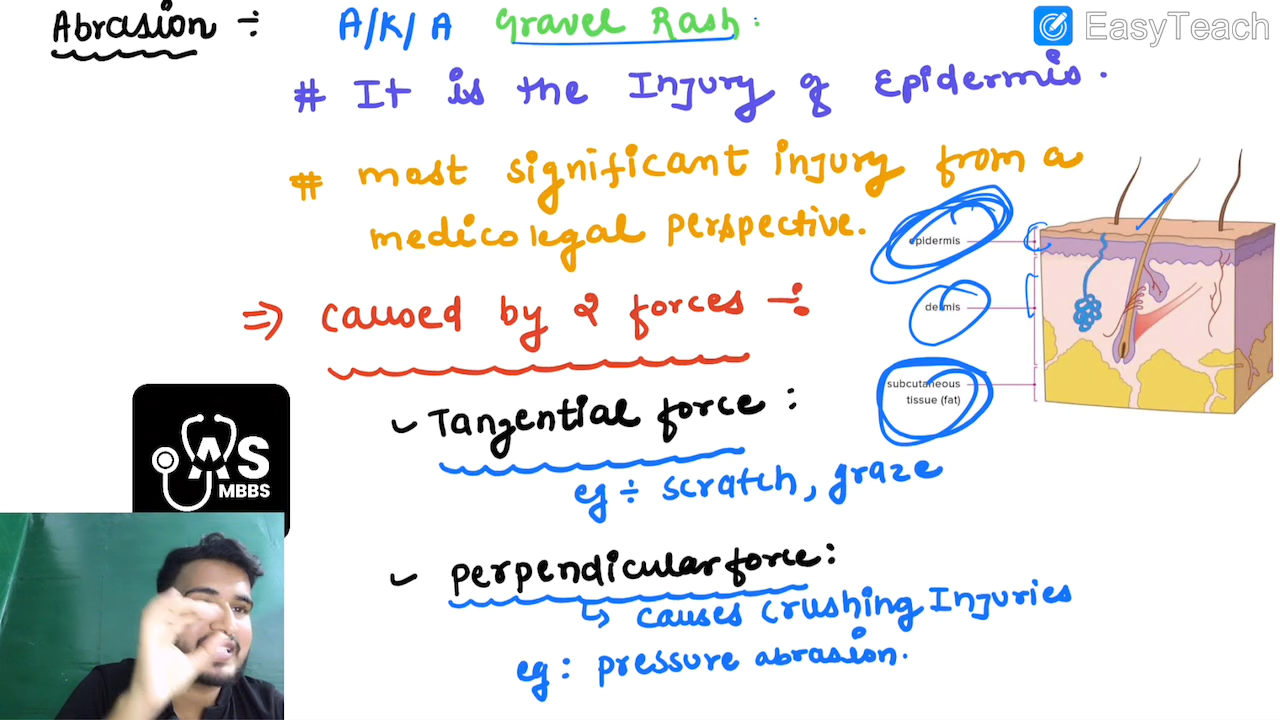 Abrasion ÷ A/K/A Gravel Rash:
EasyTeach
# It is the Injury of Epidermis.
# most significant injury from a
medicolegal perspective.
epidermis
dermis
subcutaneous
tissue (fat)
⇒ caused by 2 forces ÷
Tangential force:
eg ÷ scratch, graze
AS
MBBS
perpendicular force:
↳ causes crushing Injuries
eg: pressure abrasion.